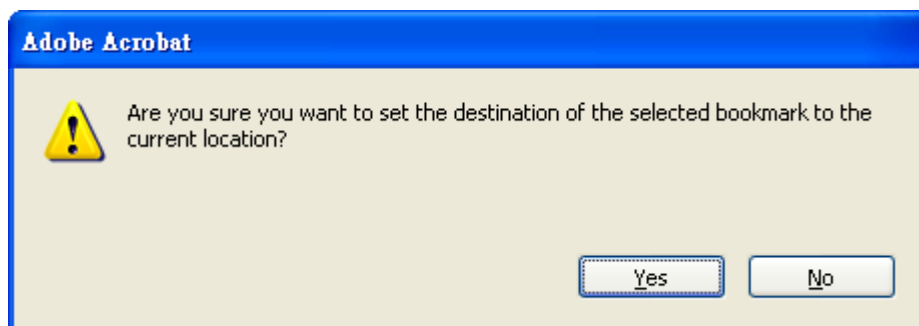 Adobe Acrobat
Are you sure you want to set the destination of the selected bookmark to the
current location?
Yes
No